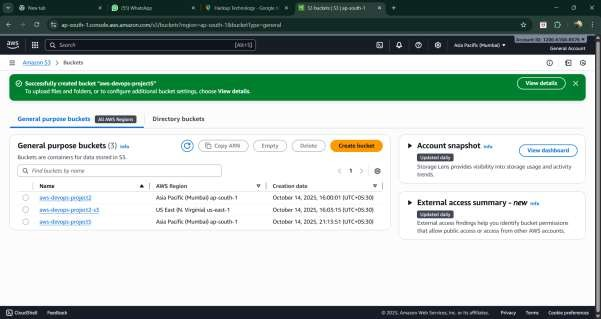 New tab
(55) WhatsApp
Hadoop Technology - Google
S3 buckets | S3 | ap-south-1
ap-south-1.console.aws.amazon.com/s3/buckets?region=ap-south-1&bucketType=general
aws
Search
[Alt+S]
Asia Pacific (Mumbai)
General Account
Amazon S3 > Buckets
Successfully created bucket "aws-devops-project5"
To upload files and folders, or to configure additional bucket settings, choose View details.
View details
General purpose buckets All AWS Regions
Directory buckets
General purpose buckets (3) Info
Copy ARN
Empty
Delete
Create bucket
Buckets are containers for data stored in S3.
Find buckets by name
1
Name
AWS Region
Creation date
aws-devops-project2 Asia Pacific (Mumbai) ap-south-1 October 14, 2025, 16:00:01 (UTC+05:30)
aws-devops-project2-v3 US East (N. Virginia) us-east-1 October 14, 2025, 16:03:15 (UTC+05:30)
aws-devops-project5 Asia Pacific (Mumbai) ap-south-1 October 14, 2025, 21:13:51 (UTC+05:30)
Account snapshot Info
Updated daily
View dashboard
Storage Lens provides visibility into storage usage and activity
trends.
External access summary - new Info
Updated daily
External access findings help you identify bucket permissions
that allow public access or access from other AWS accounts.
CloudShell
Feedback
© 2025, Amazon Web Services, Inc. or its affiliates.
Privacy
Terms
Cookie preferences